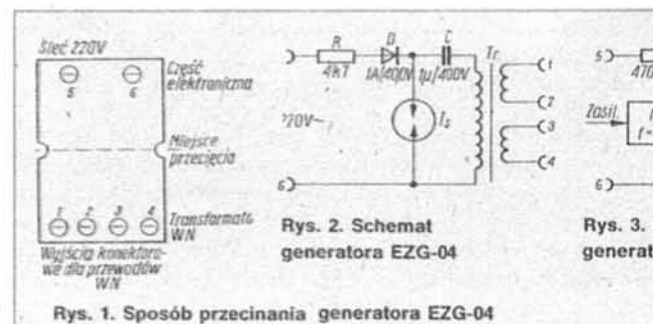 Sieć 220V
5
6
Część
elektroniczna
Miejsce
przecięcia
1 2 3 4
Transformato
WN
Wyjścia konektoro-
we dla przewodów
WN
Rys. 1. Sposób przecinania generatora EZG-04
R
4k7
D
1A/400V
C
1µ/400V
Tr
220V~
Ts
1
2
3
4
6
Rys. 2. Schemat
generatora EZG-04
5
470
Zasil.
f=
6
Rys. 3.
generat